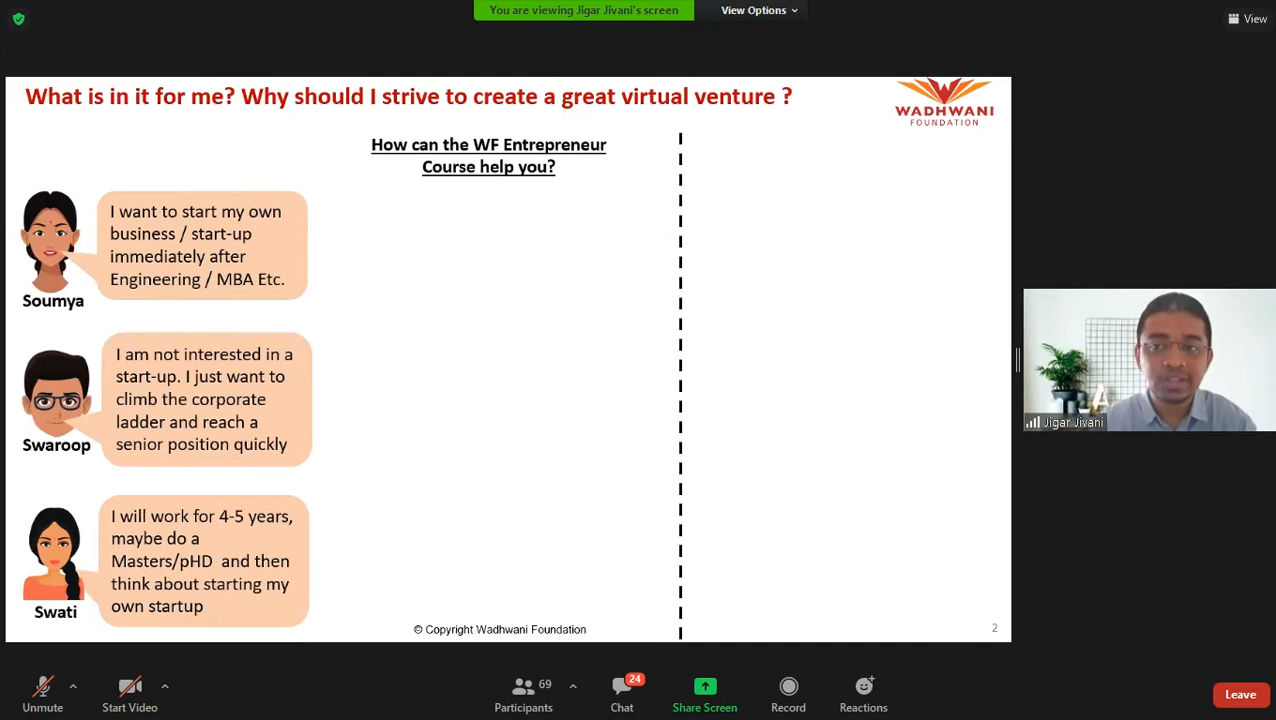 You are viewing Jigar Jivani's screen
View Options
View
What is in it for me? Why should I strive to create a great virtual venture ?
WADHWANI
FOUNDATION
How can the WF Entrepreneur
Course help you?
I want to start my own
business / start-up
immediately after
Engineering / MBA Etc.
Soumya
I am not interested in a
start-up. I just want to
climb the corporate
ladder and reach a
senior position quickly
Swaroop
I will work for 4-5 years,
maybe do a
Masters/pHD and then
think about starting my
own startup
Swati
© Copyright Wadhwani Foundation
2
Jigar Jivani
Unmute
Start Video
69
Participants
24
Chat
Share Screen
Record
Reactions
Leave